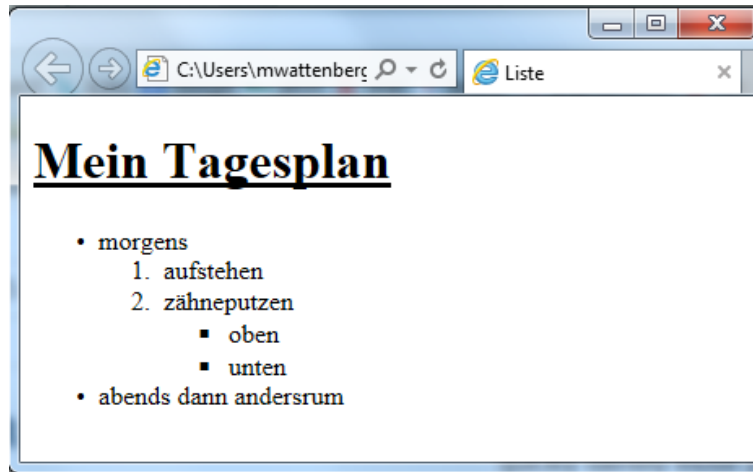 C:\Users\mwattenberg
Liste
Mein Tagesplan
• morgens
1. aufstehen
2. zähneputzen
▪ oben
▪ unten
• abends dann andersrum